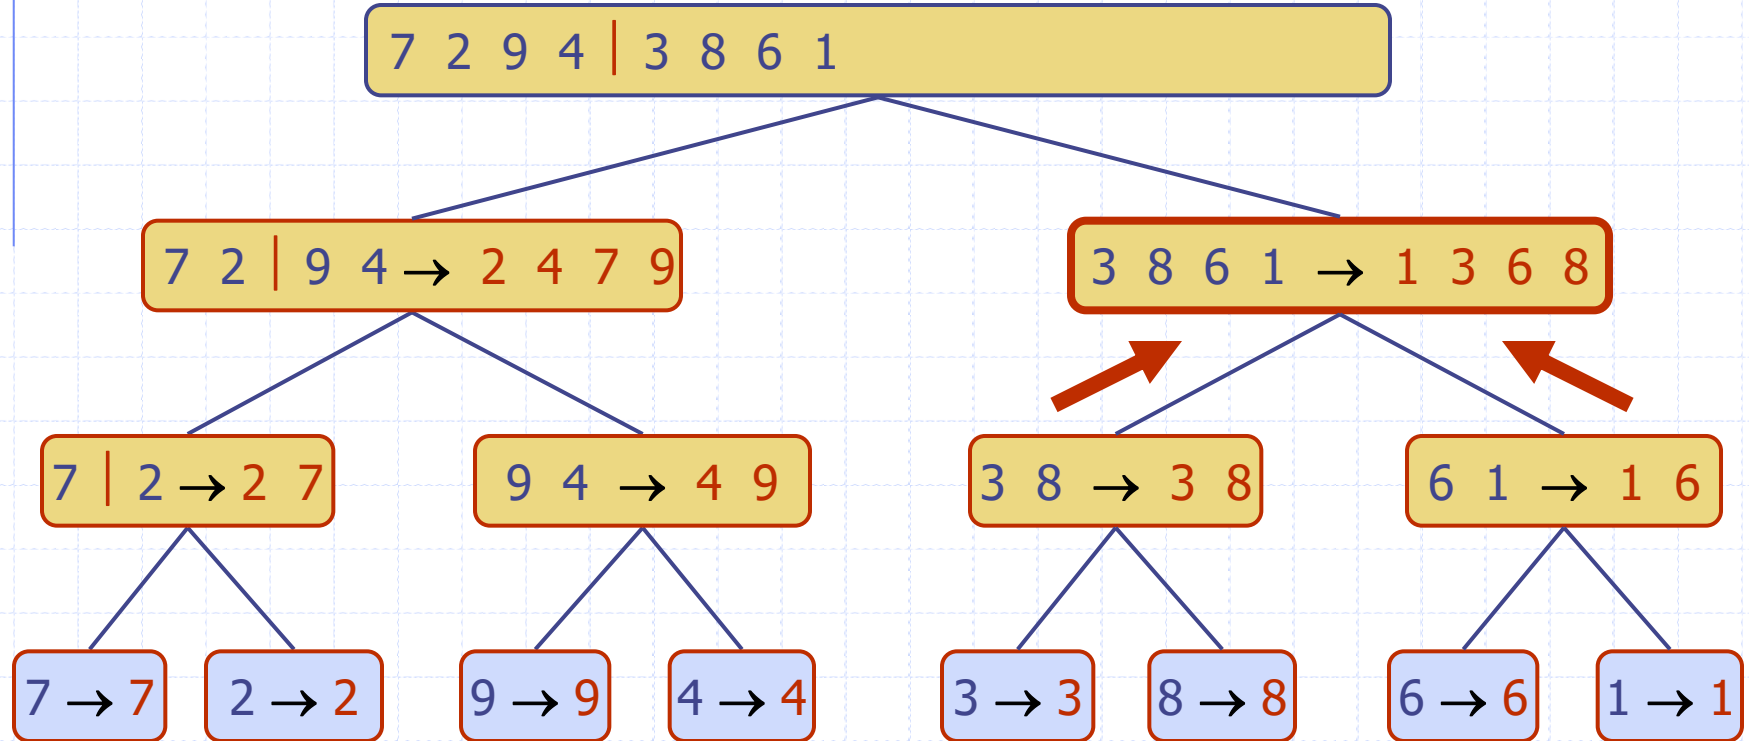 7 2 9 4 | 3 8 6 1
7 2 | 9 4 → 2 4 7 9
3 8 6 1 → 1 3 6 8
7 | 2 → 2 7
9 4 → 4 9
3 8 → 3 8
6 1 → 1 6
7 → 7
2 → 2
9 → 9
4 → 4
3 → 3
8 → 8
6 → 6
1 → 1